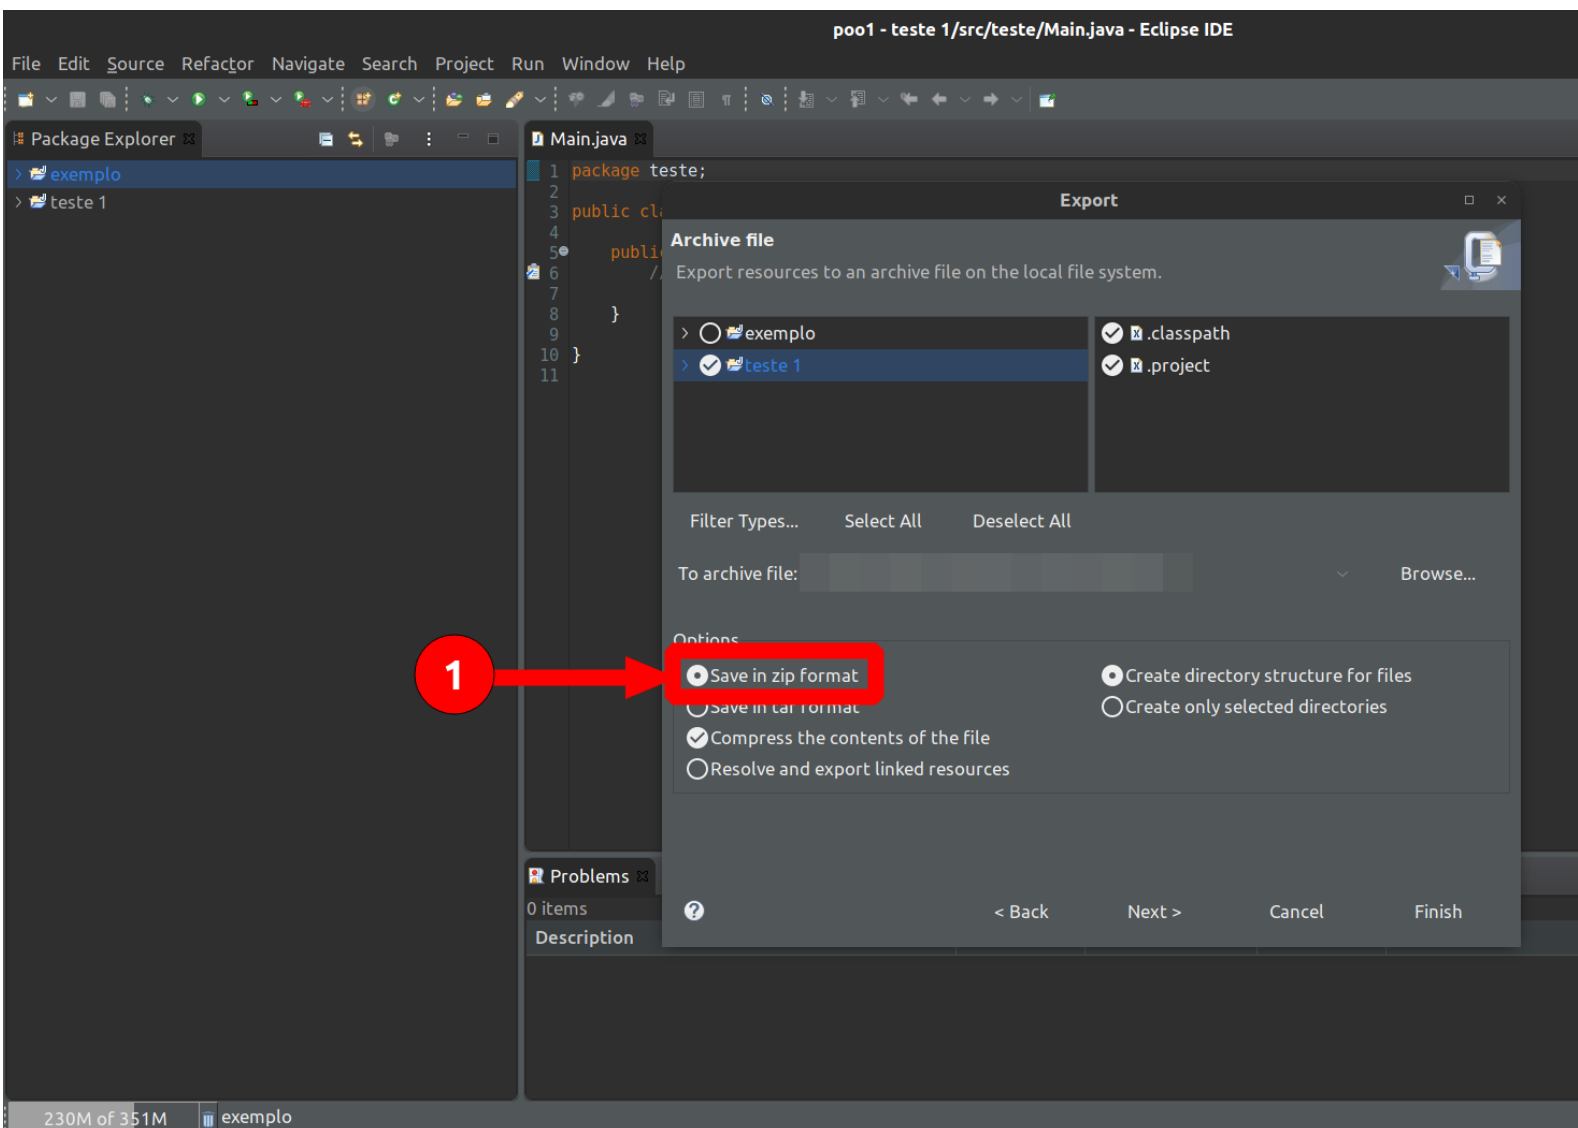 poo1 - teste 1/src/teste/Main.java - Eclipse IDE
File Edit Source Refactor Navigate Search Project Run Window Help
Package Explorer
exemplo
teste 1
Main.java
1 package teste;
2
3 public cl
4
5 publi
6 /
7
8 }
9
10 }
11
Export
Archive file
Export resources to an archive file on the local file system.
exemplo
teste 1
.classpath
.project
Filter Types... Select All Deselect All
To archive file: Browse...
Options
1
Save in zip format
Create directory structure for files
Save in tar format
Create only selected directories
Compress the contents of the file
Resolve and export linked resources
< Back Next > Cancel Finish
Problems
0 items
Description
230M of 351M
exemplo